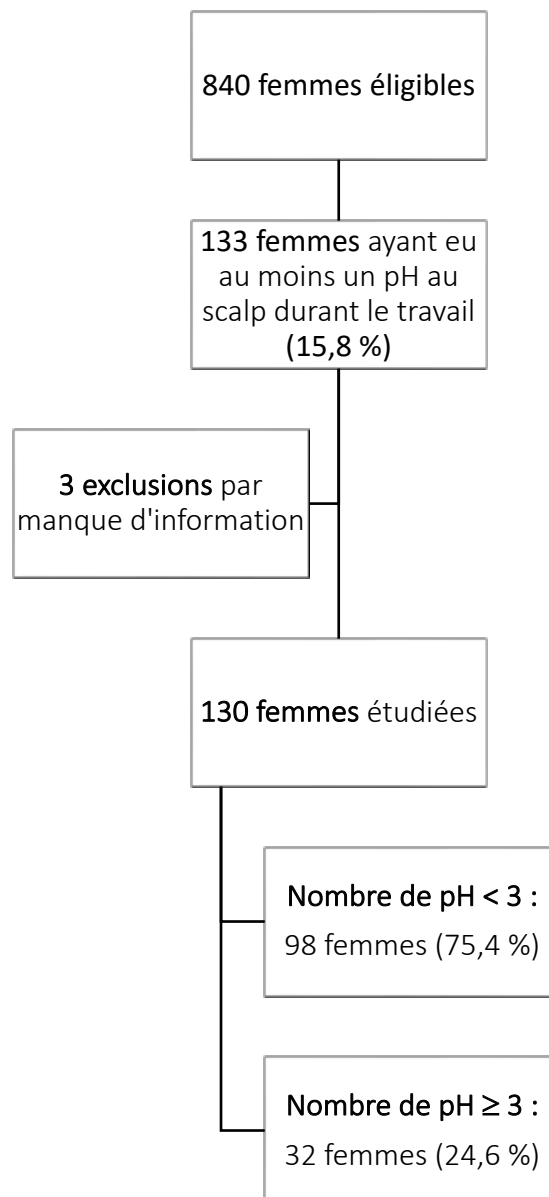 840 femmes éligibles
133 femmes ayant eu
au moins un pH au
scalp durant le travail
(15,8 %)
3 exclusions par
manque d'information
130 femmes étudiées
Nombre de pH < 3 :
98 femmes (75,4 %)
Nombre de pH ≥ 3 :
32 femmes (24,6 %)